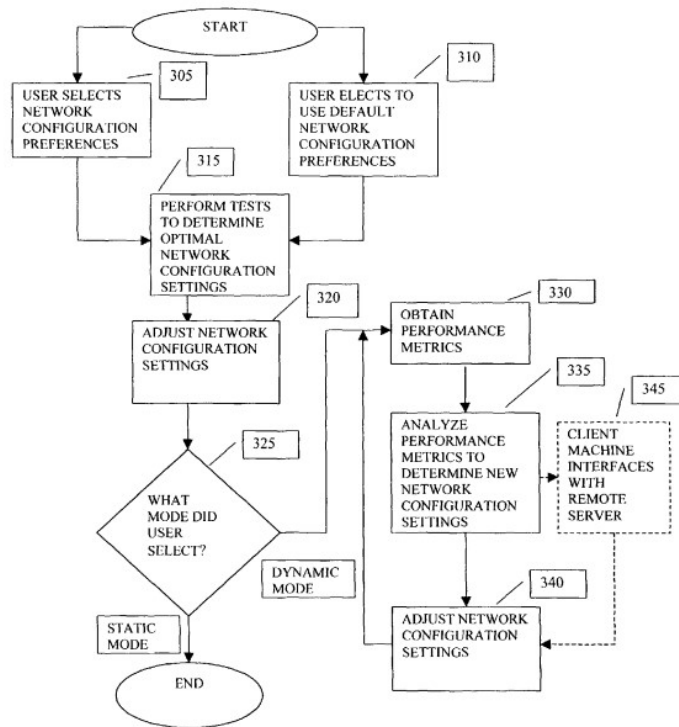 START
305
USER SELECTS
NETWORK
CONFIGURATION
PREFERENCES
310
USER ELECTS TO
USE DEFAULT
NETWORK
CONFIGURATION
PREFERENCES
315
PERFORM TESTS
TO DETERMINE
OPTIMAL
NETWORK
CONFIGURATION
SETTINGS
320
ADJUST NETWORK
CONFIGURATION
SETTINGS
325
WHAT
MODE DID
USER
SELECT?
STATIC
MODE
END
DYNAMIC
MODE
330
OBTAIN
PERFORMANCE
METRICS
335
ANALYZE
PERFORMANCE
METRICS TO
DETERMINE NEW
NETWORK
CONFIGURATION
SETTINGS
345
CLIENT
MACHINE
INTERFACES
WITH
REMOTE
SERVER
340
ADJUST NETWORK
CONFIGURATION
SETTINGS